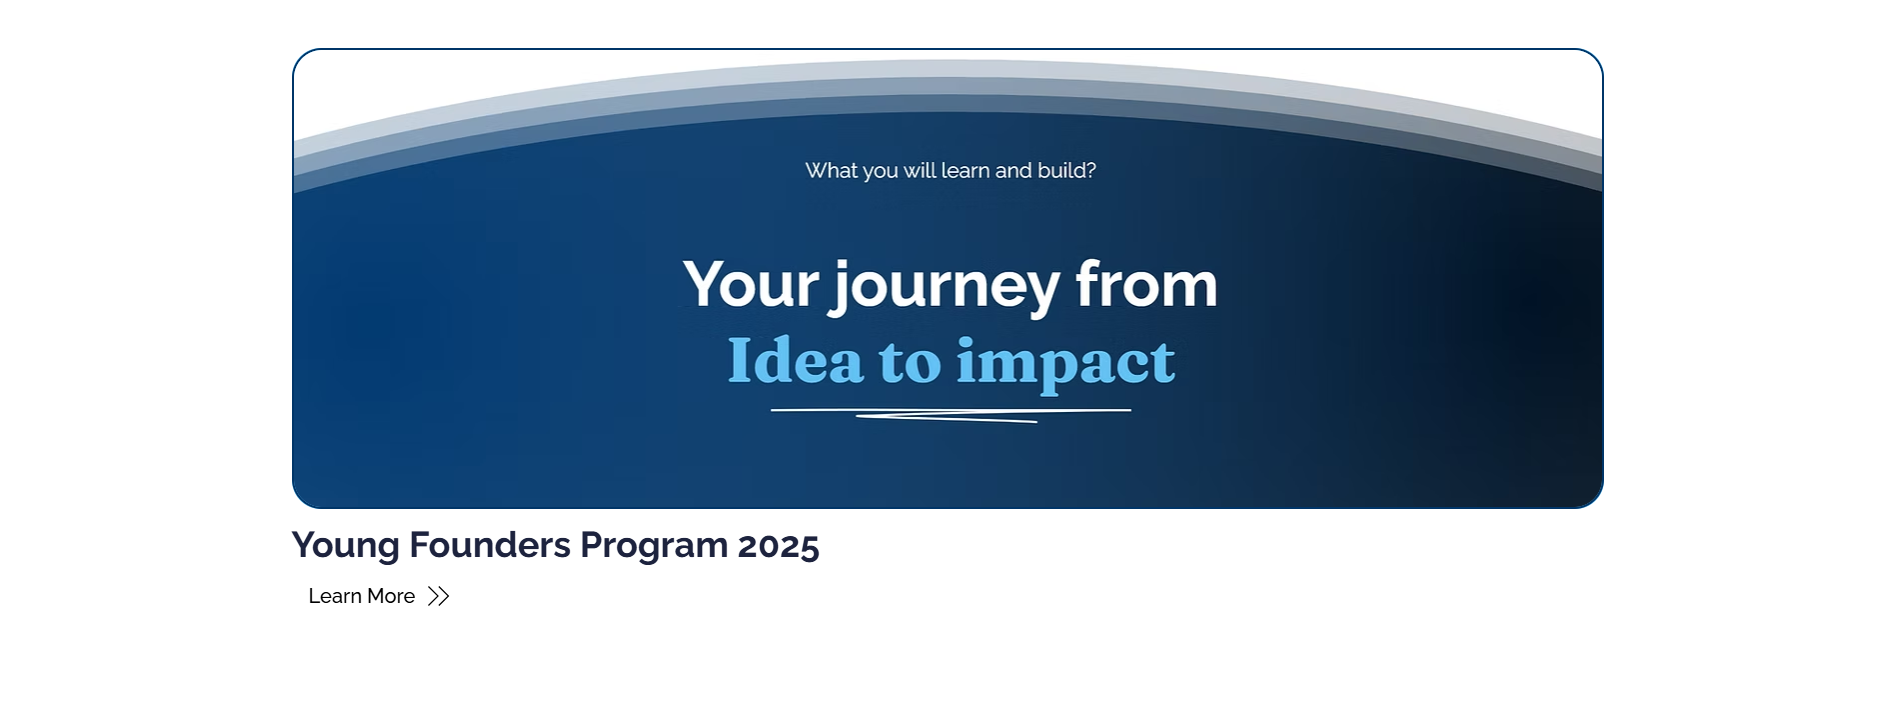 What you will learn and build?
Your journey from
Idea to impact
Young Founders Program 2025
Learn More